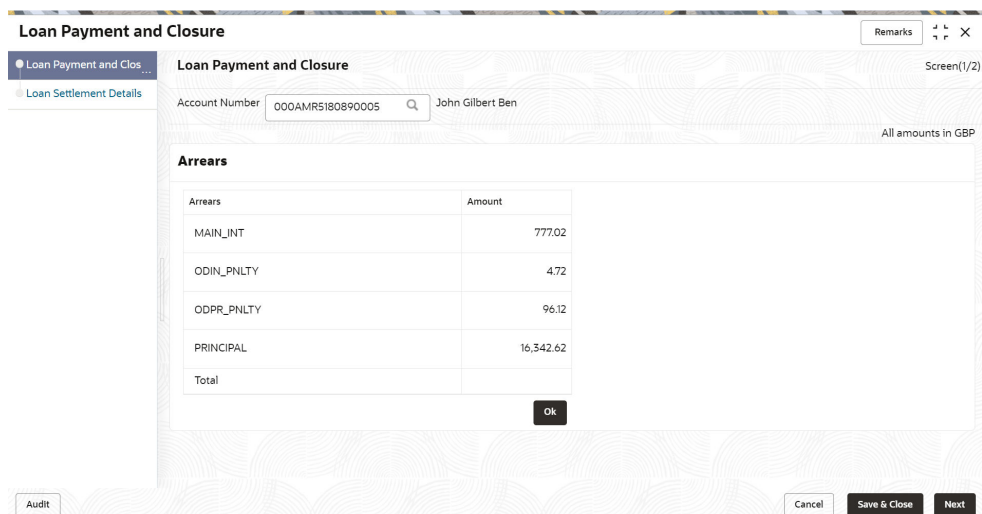 Loan Payment and Closure
Remarks
Loan Payment and Clos...
Loan Settlement Details
Loan Payment and Closure
Screen(1/2)
Account Number 000AMR5180890005 John Gilbert Ben
All amounts in GBP
Arrears
Arrears Amount
MAIN_INT 777.02
ODIN_PNLTY 4.72
ODPR_PNLTY 96.12
PRINCIPAL 16,342.62
Total
Ok
Audit Cancel Save & Close Next